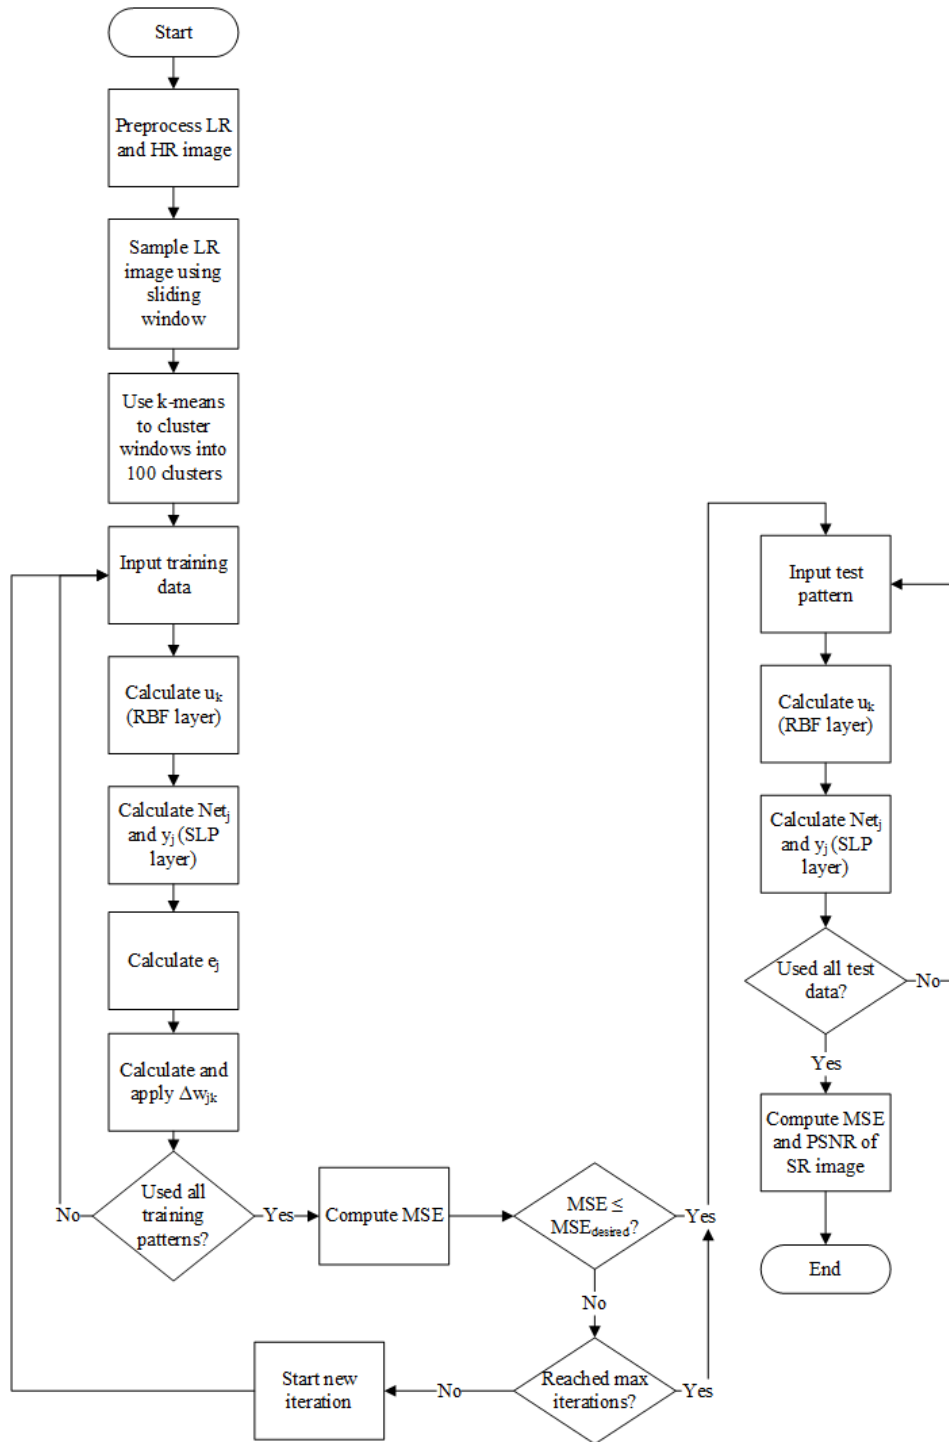 Start
Preprocess LR
and HR image
Sample LR
image using
sliding
window
Use k-means
to cluster
windows into
100 clusters
Input training
data
Calculate uₖ
(RBF layer)
Calculate Netⱼ
and yⱼ (SLP
layer)
Calculate eⱼ
Calculate and
apply Δwⱼₖ
Used all
training
patterns?
No
Yes
Compute MSE
MSE ≤
MSE_desired?
Yes
No
Reached max
iterations?
Yes
No
Start new
iteration
Input test
pattern
Calculate uₖ
(RBF layer)
Calculate Netⱼ
and yⱼ (SLP
layer)
Used all test
data?
No
Yes
Compute MSE
and PSNR of
SR image
End